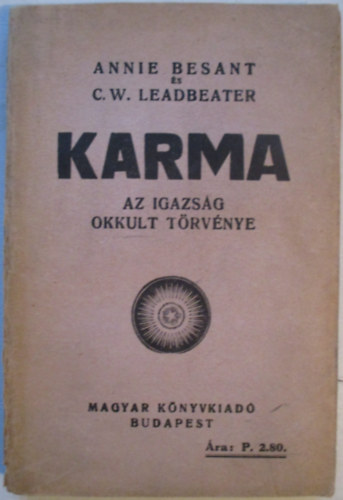 ANNIE BESANT
ÉS
C. W. LEADBEATER
KARMA
AZ IGAZSÁG
OKKULT TÖRVÉNYE
MAGYAR KÖNYVKIADÓ
BUDAPEST
Ára: P. 2.80.